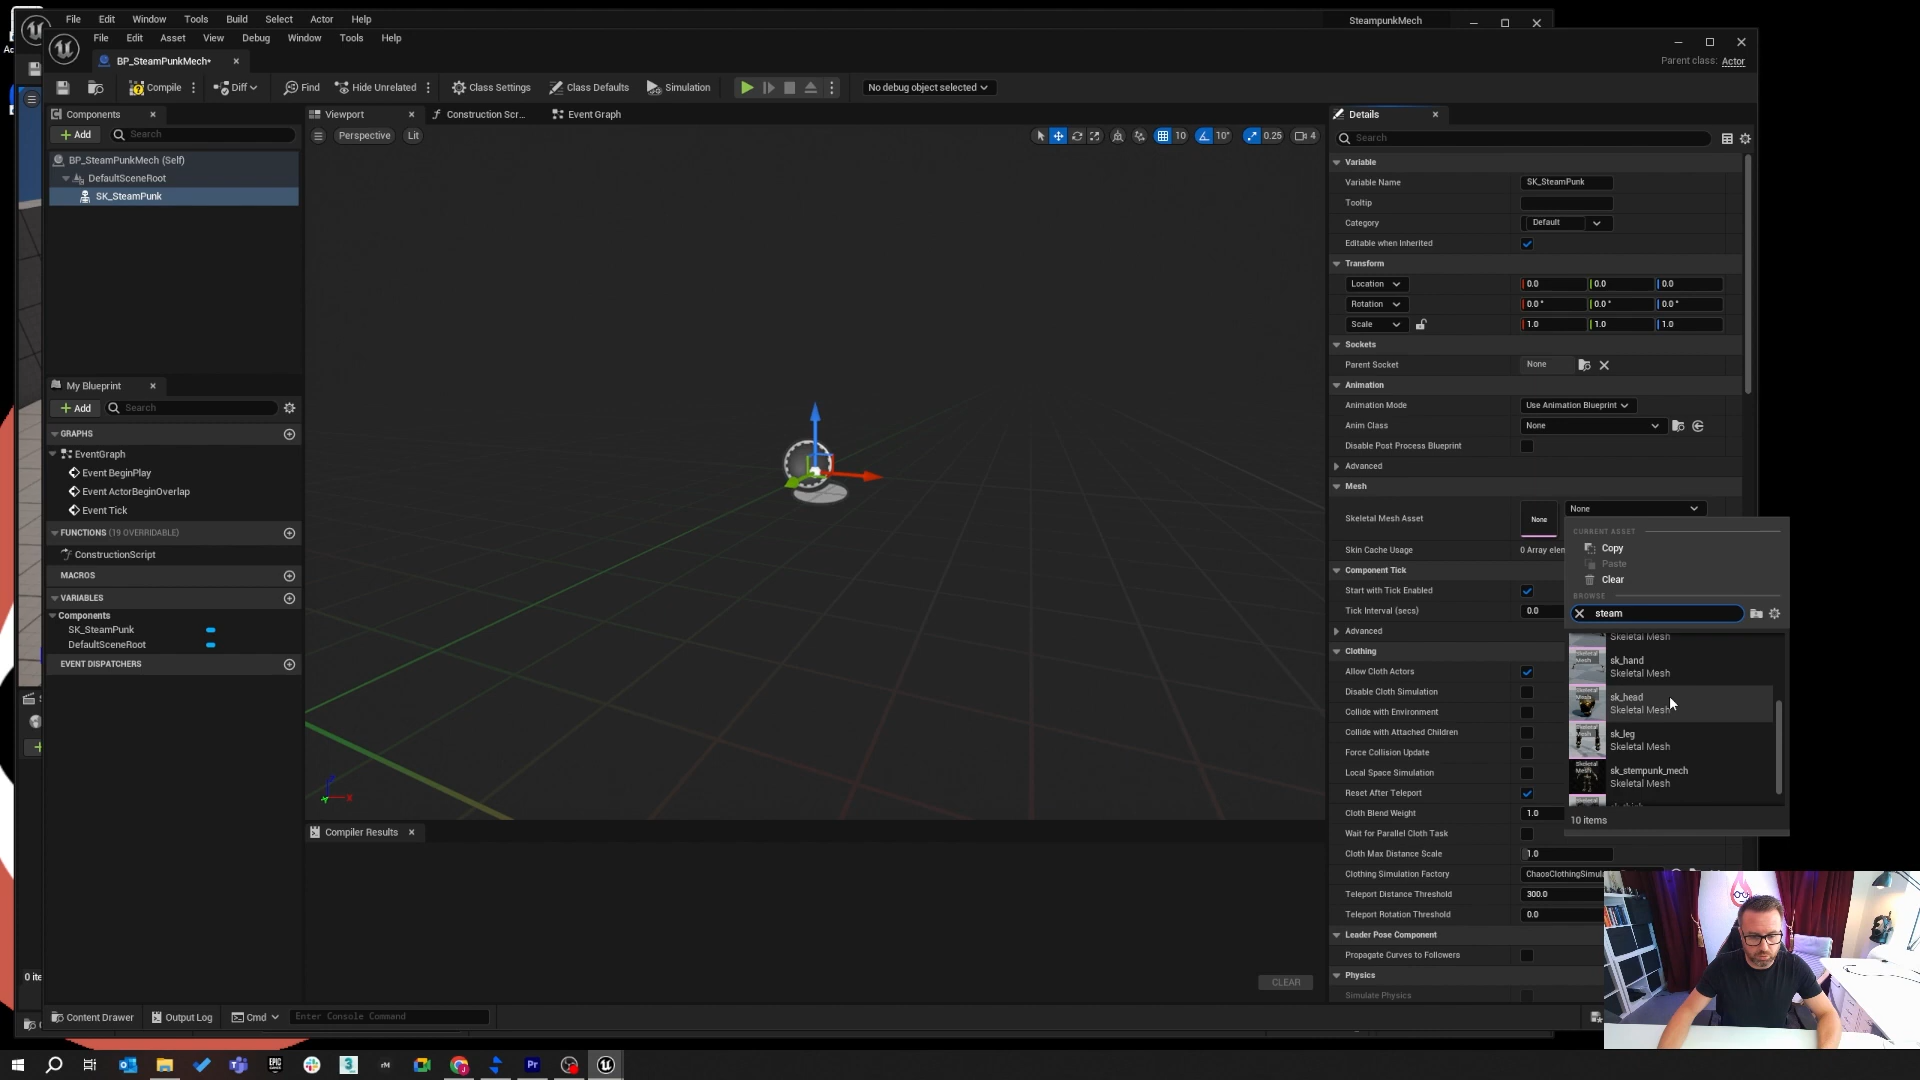 File Edit Window Tools Build Select Actor Help
SteampunkMech
File Edit Asset View Debug Window Tools Help
BP_SteamPunkMech*
Parent class: Actor
Compile Diff Find Hide Unrelated Class Settings Class Defaults Simulation No debug object selected
Components
Add Search
BP_SteamPunkMech (Self)
DefaultSceneRoot
SK_SteamPunk
My Blueprint
Add Search
GRAPHS
EventGraph
Event BeginPlay
Event ActorBeginOverlap
Event Tick
FUNCTIONS (19 OVERRIDABLE)
ConstructionScript
MACROS
VARIABLES
Components
SK_SteamPunk
DefaultSceneRoot
EVENT DISPATCHERS
Viewport Construction Scr... Event Graph
Perspective Lit
10 10° 0.25 4
Compiler Results
CLEAR
Details
Search
Variable
Variable Name SK_SteamPunk
Tooltip
Category Default
Editable when Inherited
Transform
Location 0.0 0.0 0.0
Rotation 0.0 ° 0.0 ° 0.0 °
Scale 1.0 1.0 1.0
Sockets
Parent Socket None
Animation
Animation Mode Use Animation Blueprint
Anim Class None
Disable Post Process Blueprint
Advanced
Mesh
Skeletal Mesh Asset None None
Skin Cache Usage 0 Array elen
Component Tick
Start with Tick Enabled
Tick Interval (secs) 0.0
Advanced
Clothing
Allow Cloth Actors
Disable Cloth Simulation
Collide with Environment
Collide with Attached Children
Force Collision Update
Local Space Simulation
Reset After Teleport
Cloth Blend Weight 1.0
Wait for Parallel Cloth Task
Cloth Max Distance Scale 1.0
Clothing Simulation Factory ChaosClothingSimul
Teleport Distance Threshold 300.0
Teleport Rotation Threshold 0.0
Leader Pose Component
Propagate Curves to Followers
Physics
Simulate Physics
CURRENT ASSET
Copy
Paste
Clear
BROWSE
steam
Skeletal Mesh
sk_hand
Skeletal Mesh
sk_head
Skeletal Mesh
sk_leg
Skeletal Mesh
sk_stempunk_mech
Skeletal Mesh
10 items
0 ite
Content Drawer Output Log Cmd Enter Console Command